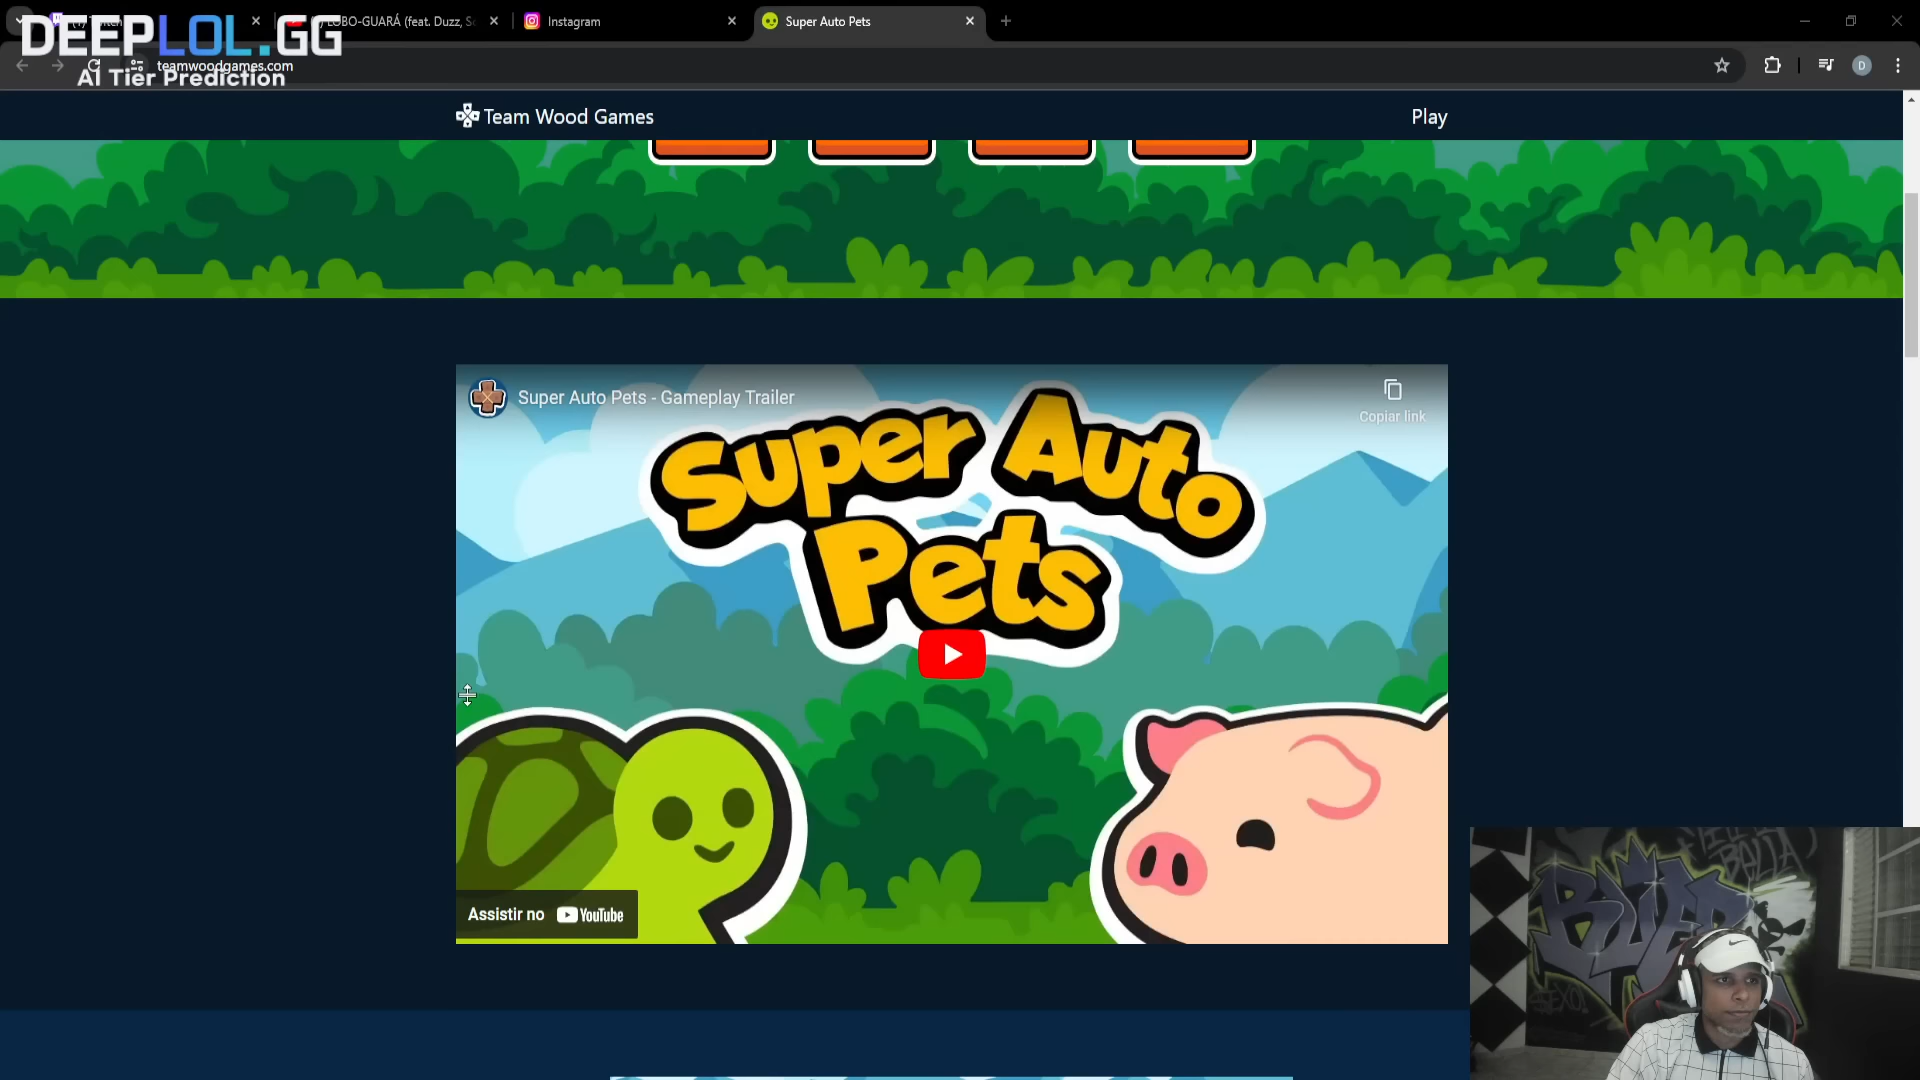 DEEPLOL.GG
AI Tier Prediction
LOBO-GUARÁ (feat. Duzz, S
Instagram
Super Auto Pets
teamwoodgames.com
D
Team Wood Games
Play
Super Auto Pets - Gameplay Trailer
Copiar link
Super Auto
Pets
Assistir no YouTube